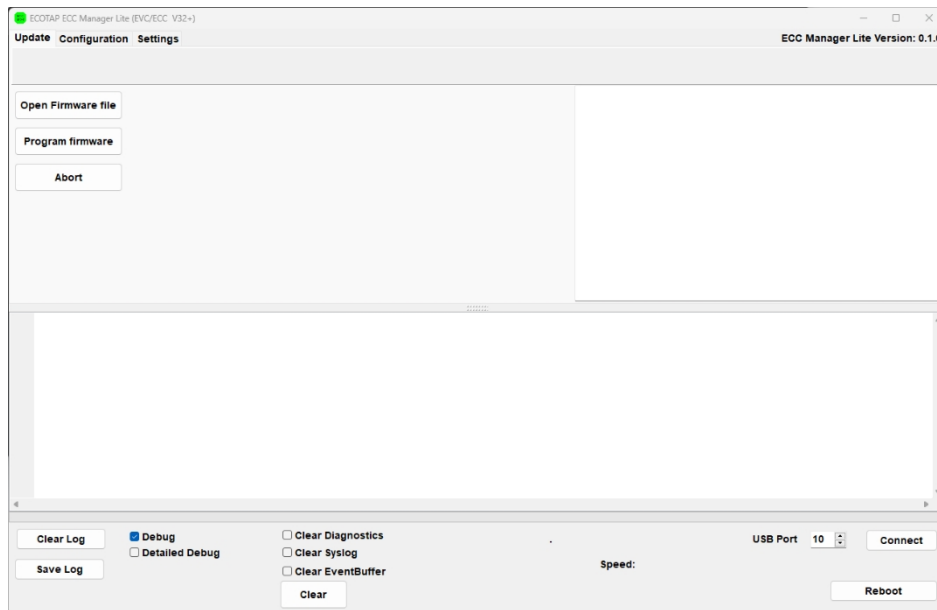 ECOTAP ECC Manager Lite (EVC/ECC V32+)
Update Configuration Settings
ECC Manager Lite Version: 0.1.
Open Firmware file
Program firmware
Abort
Clear Log
Save Log
Debug
Detailed Debug
Clear Diagnostics
Clear Syslog
Clear EventBuffer
Clear
.
Speed:
USB Port 10
Connect
Reboot